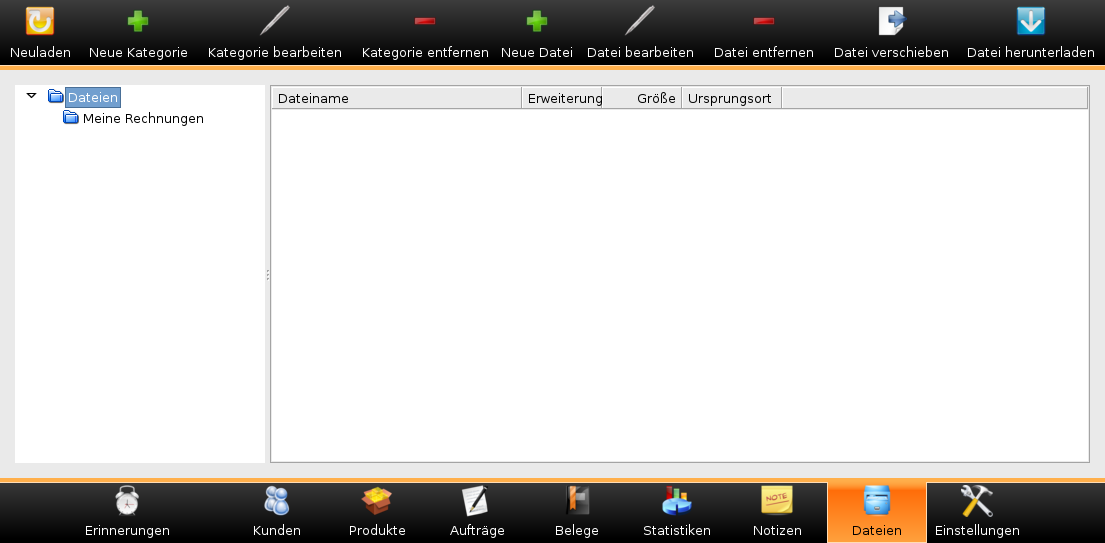 Neuladen Neue Kategorie Kategorie bearbeiten Kategorie entfernen Neue Datei Datei bearbeiten Datei entfernen Datei verschieben Datei herunterladen
Dateien
Meine Rechnungen
Dateiname Erweiterung Größe Ursprungsort
NOTE
Erinnerungen Kunden Produkte Aufträge Belege Statistiken Notizen Dateien Einstellungen